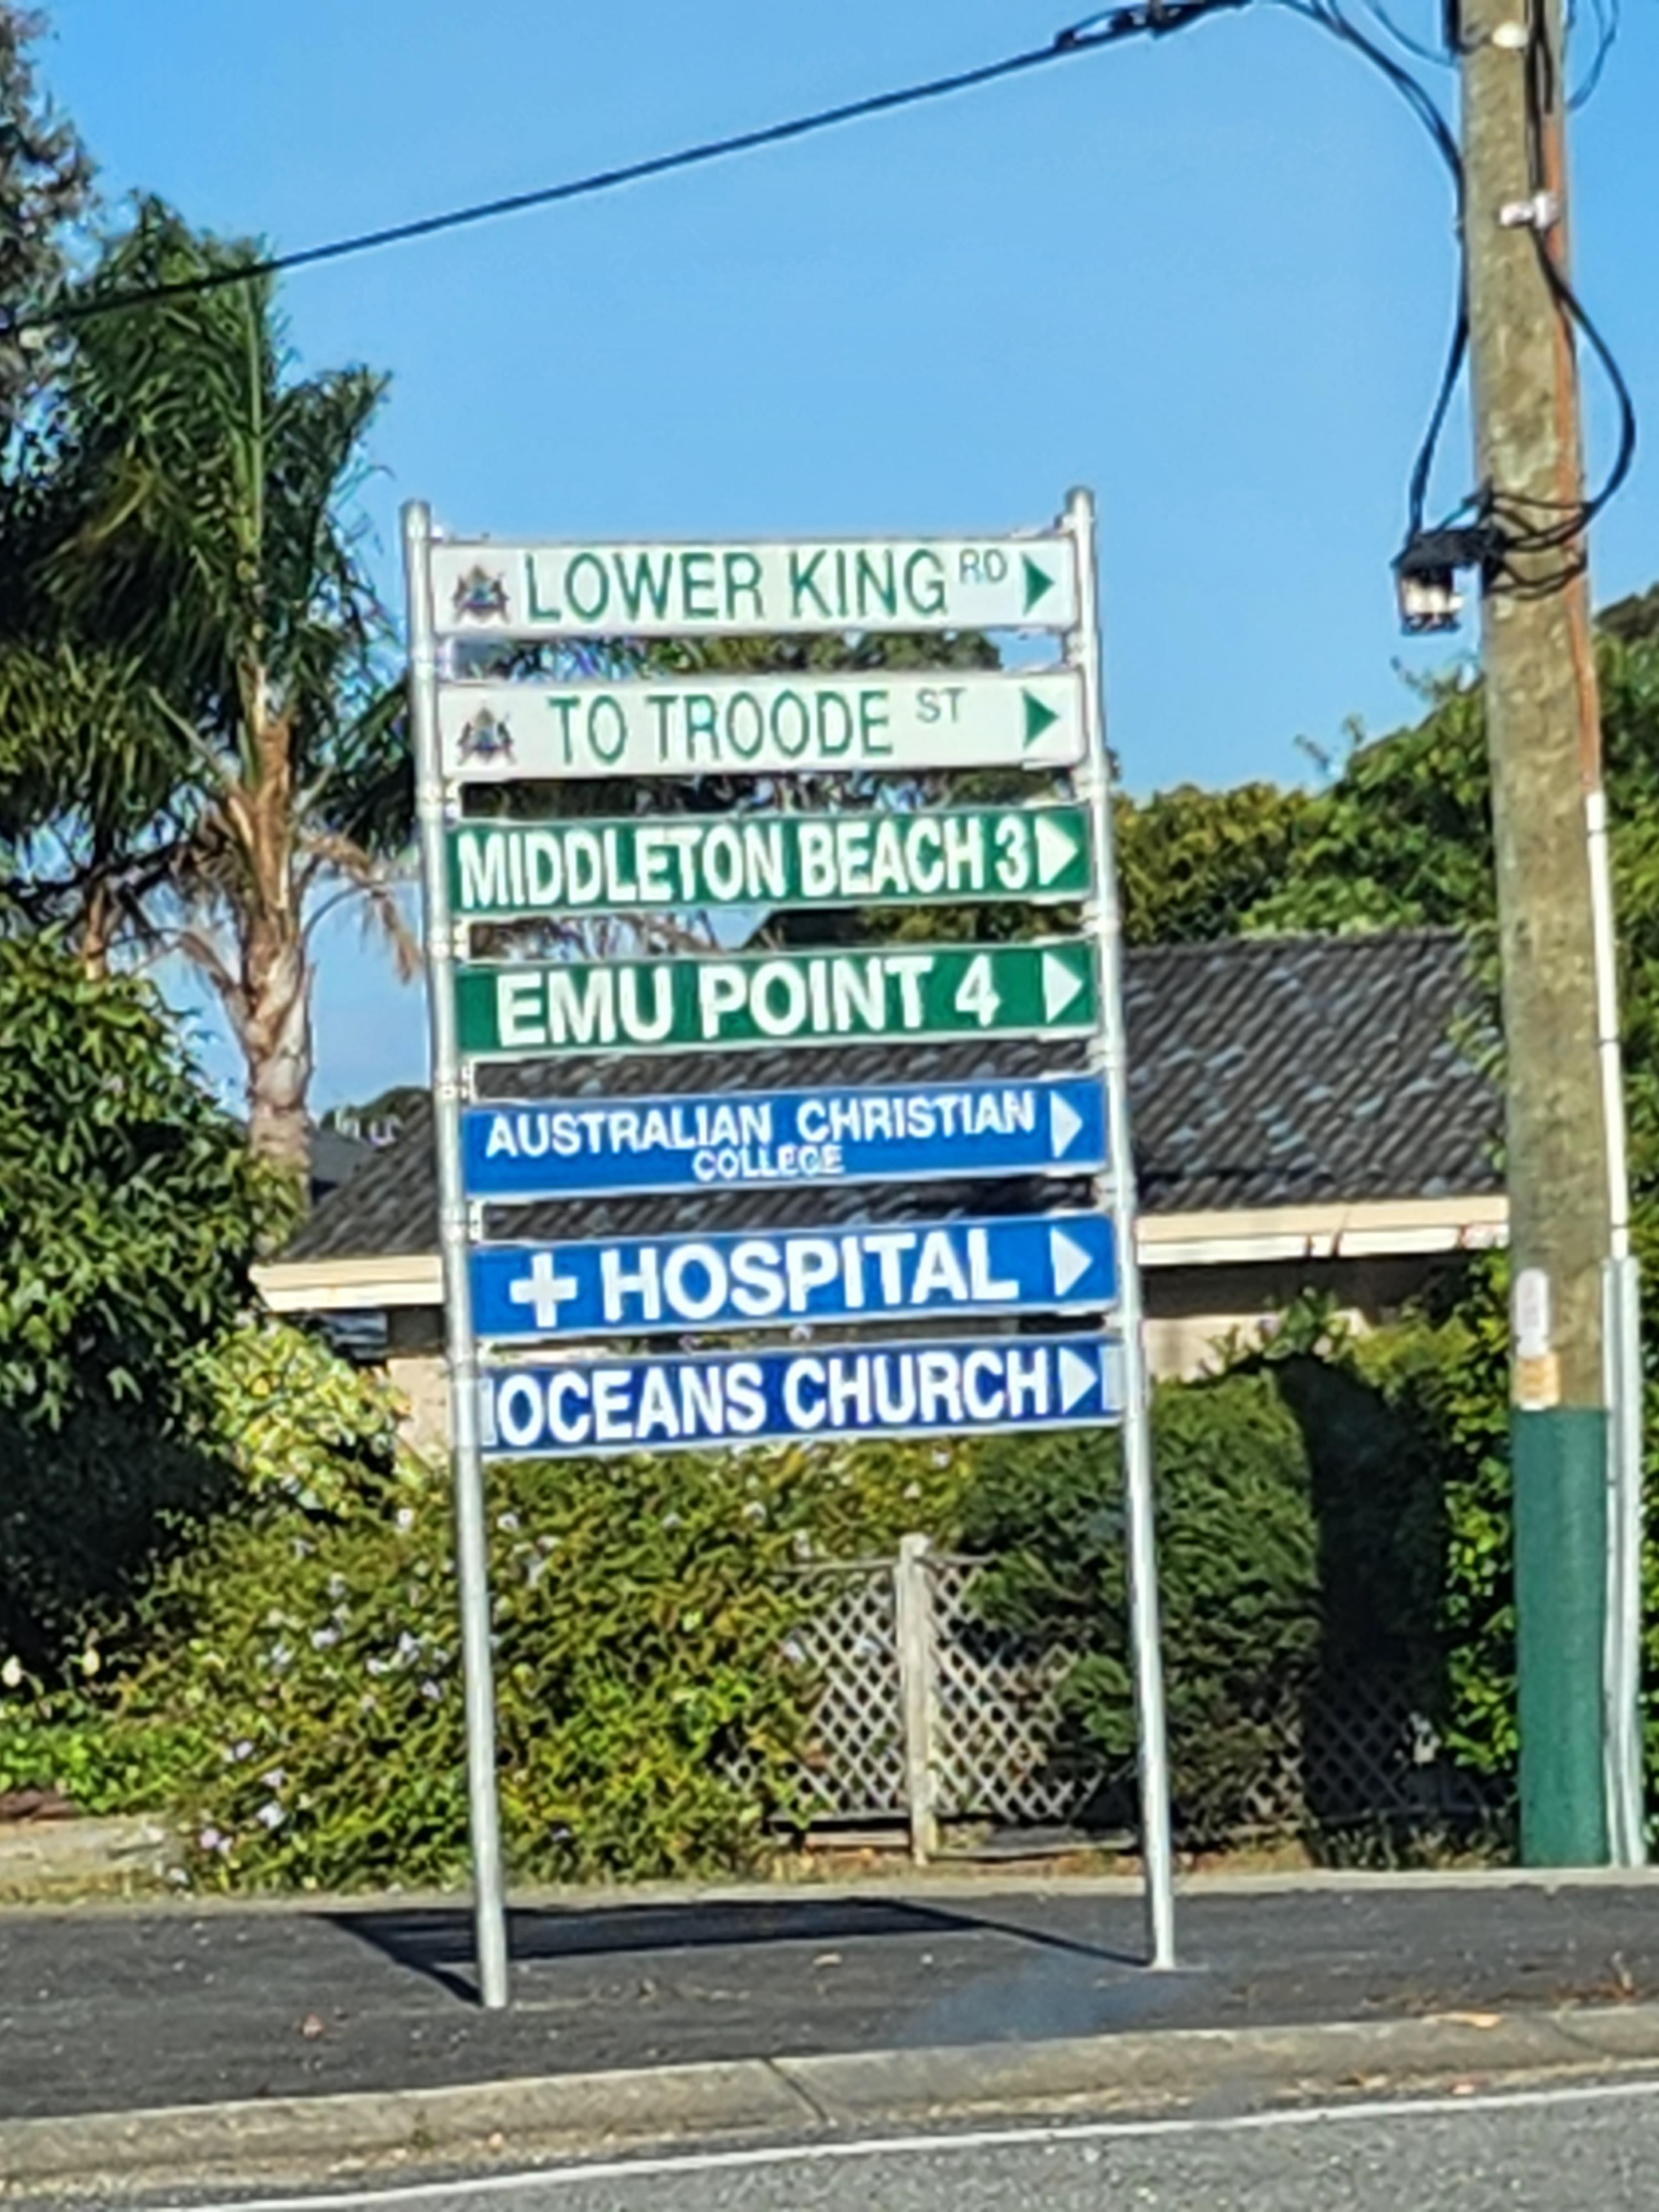 LOWER KING RD
TO TROODE ST
MIDDLETON BEACH 3
EMU POINT 4
AUSTRALIAN CHRISTIAN
COLLEGE
HOSPITAL
OCEANS CHURCH